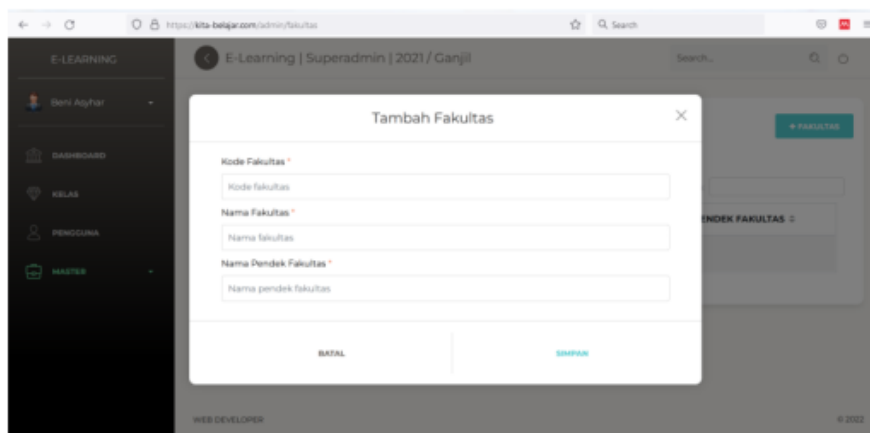 https://kita-belajar.com/admin/fakultas
Search
E-LEARNING
E-Learning | Superadmin | 2021 / Ganjil
Search...
Beni Asyhar
Tambah Fakultas
+ FAKULTAS
DASHBOARD
Kode Fakultas *
Kode fakultas
KELAS
Nama Fakultas *
ENDEK FAKULTAS
PENGGUNA
Nama fakultas
Nama Pendek Fakultas *
MASTER
Nama pendek fakultas
BATAL
SIMPAN
WEB DEVELOPER
© 2022